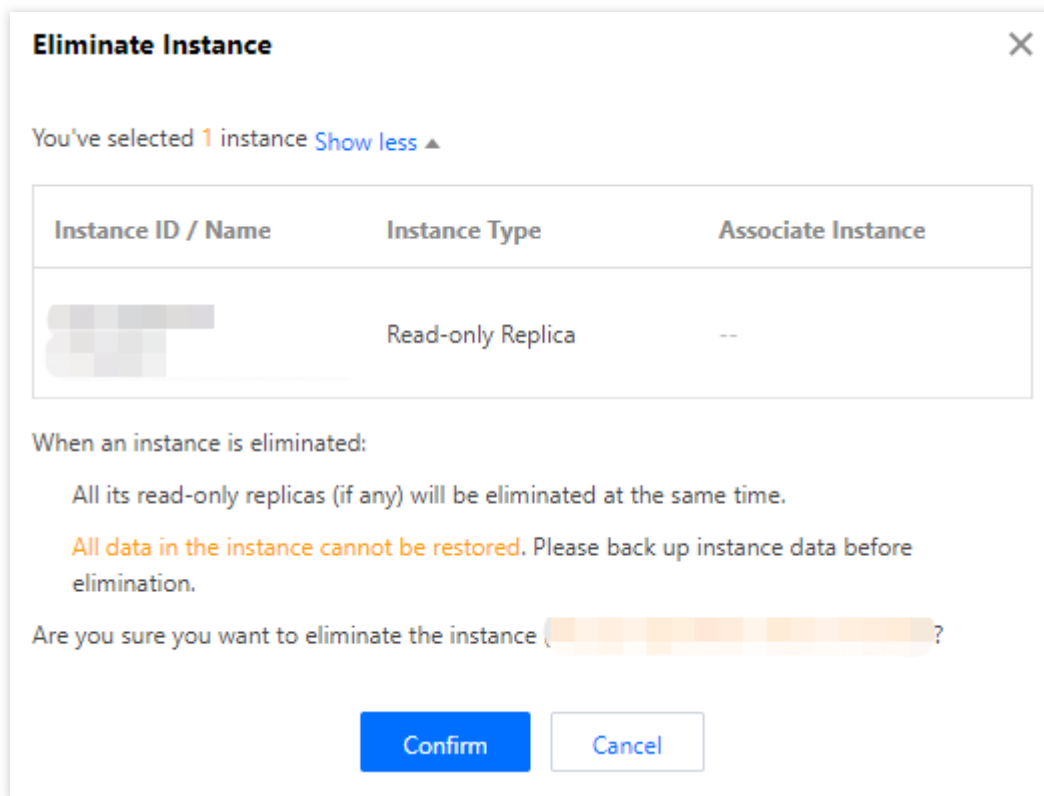 Eliminate Instance
You've selected 1 instance Show less
Instance ID / Name Instance Type Associate Instance
Read-only Replica --
When an instance is eliminated:
All its read-only replicas (if any) will be eliminated at the same time.
All data in the instance cannot be restored. Please back up instance data before
elimination.
Are you sure you want to eliminate the instance ( ?
Confirm Cancel